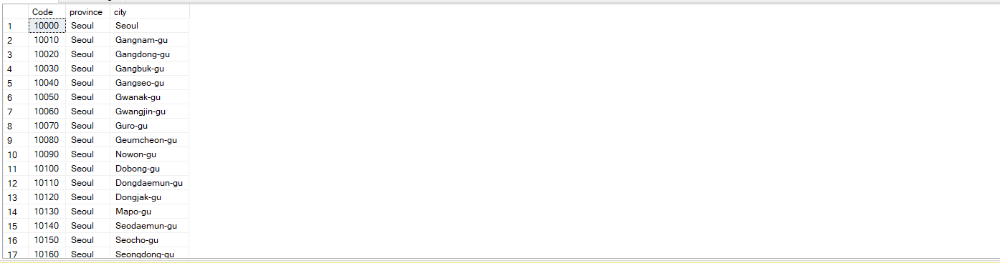 Code province city
1 10000 Seoul Seoul
2 10010 Seoul Gangnam-gu
3 10020 Seoul Gangdong-gu
4 10030 Seoul Gangbuk-gu
5 10040 Seoul Gangseo-gu
6 10050 Seoul Gwanak-gu
7 10060 Seoul Gwangjin-gu
8 10070 Seoul Guro-gu
9 10080 Seoul Geumcheon-gu
10 10090 Seoul Nowon-gu
11 10100 Seoul Dobong-gu
12 10110 Seoul Dongdaemun-gu
13 10120 Seoul Dongjak-gu
14 10130 Seoul Mapo-gu
15 10140 Seoul Seodaemun-gu
16 10150 Seoul Seocho-gu
17 10160 Seoul Seongdong-gu